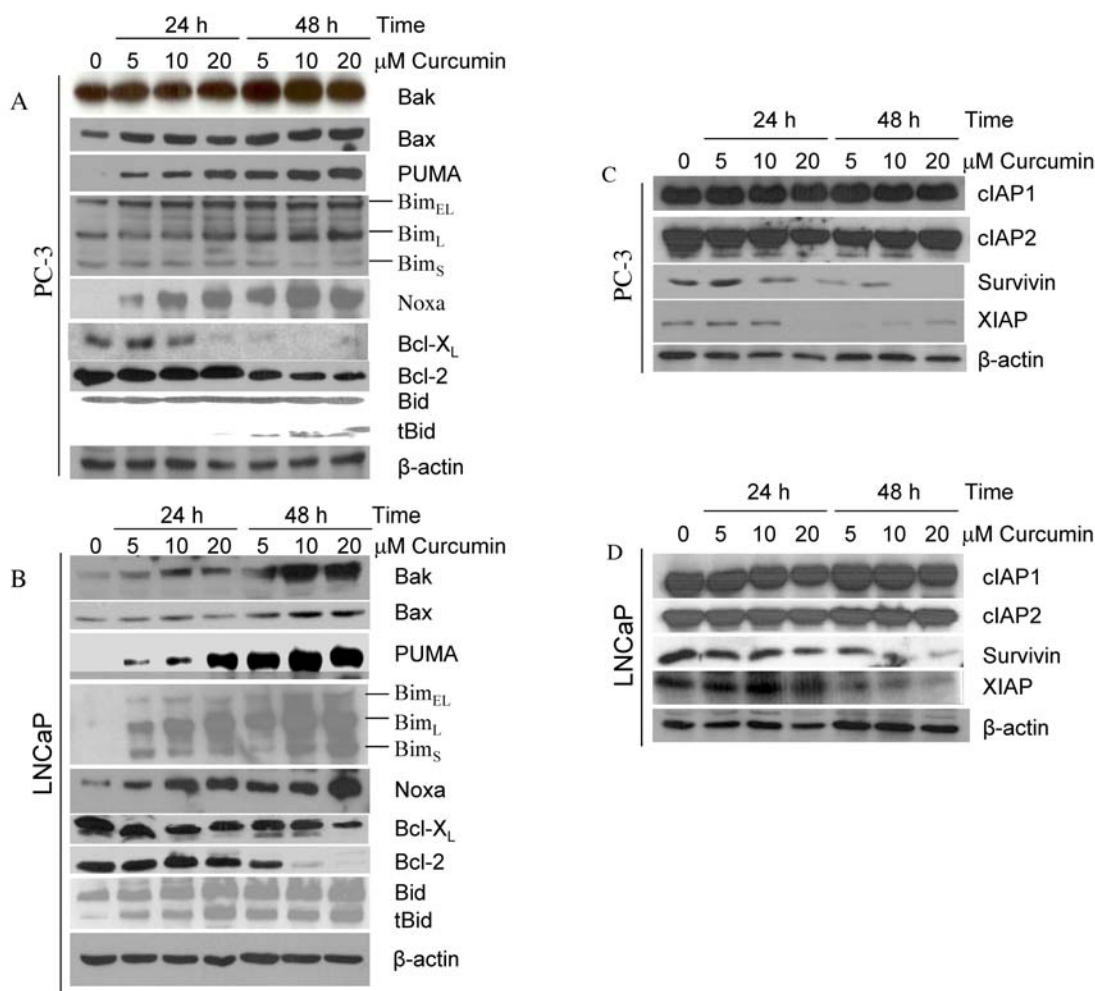 24 h 48 h Time
0 5 10 20 5 10 20 μM Curcumin
A
PC-3
Bak
Bax
PUMA
Bim_EL
Bim_L
Bim_S
Noxa
Bcl-X_L
Bcl-2
Bid
tBid
β-actin
24 h 48 h Time
0 5 10 20 5 10 20 μM Curcumin
B
LNCaP
Bak
Bax
PUMA
Bim_EL
Bim_L
Bim_S
Noxa
Bcl-X_L
Bcl-2
Bid
tBid
β-actin
24 h 48 h Time
0 5 10 20 5 10 20 μM Curcumin
C
PC-3
cIAP1
cIAP2
Survivin
XIAP
β-actin
24 h 48 h Time
0 5 10 20 5 10 20 μM Curcumin
D
LNCaP
cIAP1
cIAP2
Survivin
XIAP
β-actin